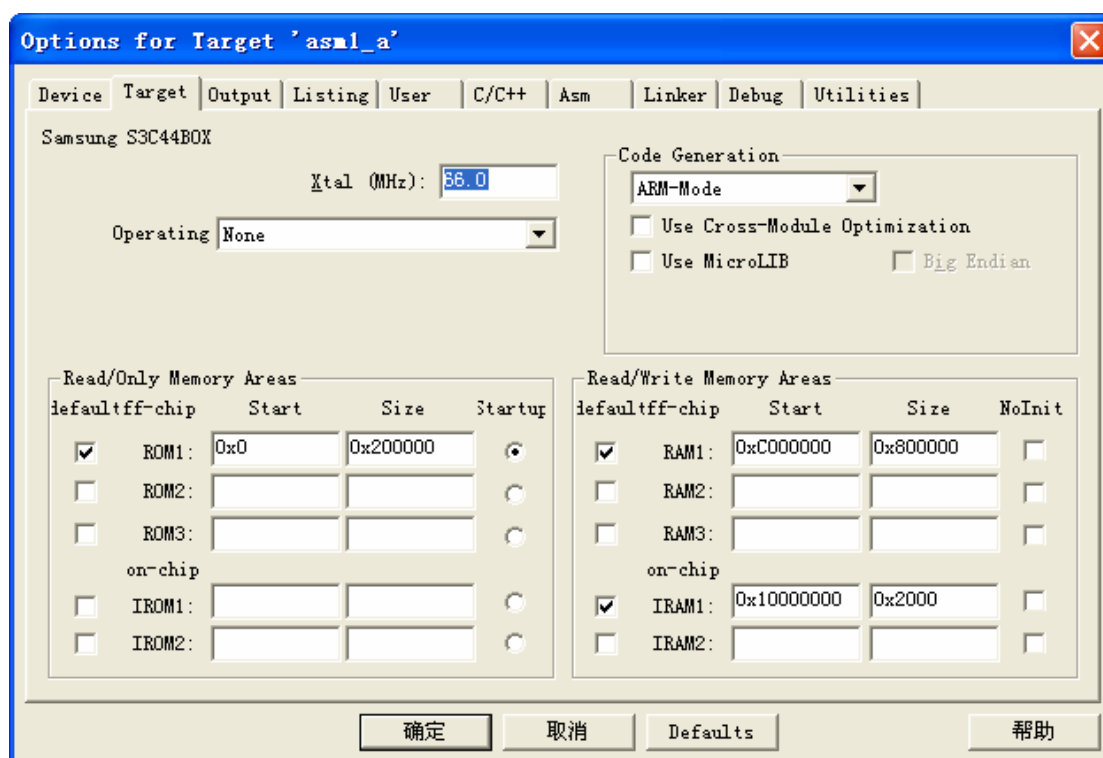 Options for Target 'asm1_a'
Device Target Output Listing User C/C++ Asm Linker Debug Utilities
Samsung S3C44B0X
Xtal (MHz): 66.0
Operating None
Code Generation
ARM-Mode
Use Cross-Module Optimization
Use MicroLIB Big Endian
Read/Only Memory Areas
default off-chip Start Size Startup
ROM1: 0x0 0x200000
ROM2:
ROM3:
on-chip
IROM1:
IROM2:
Read/Write Memory Areas
default off-chip Start Size NoInit
RAM1: 0xC000000 0x800000
RAM2:
RAM3:
on-chip
IRAM1: 0x10000000 0x2000
IRAM2:
确定 取消 Defaults 帮助